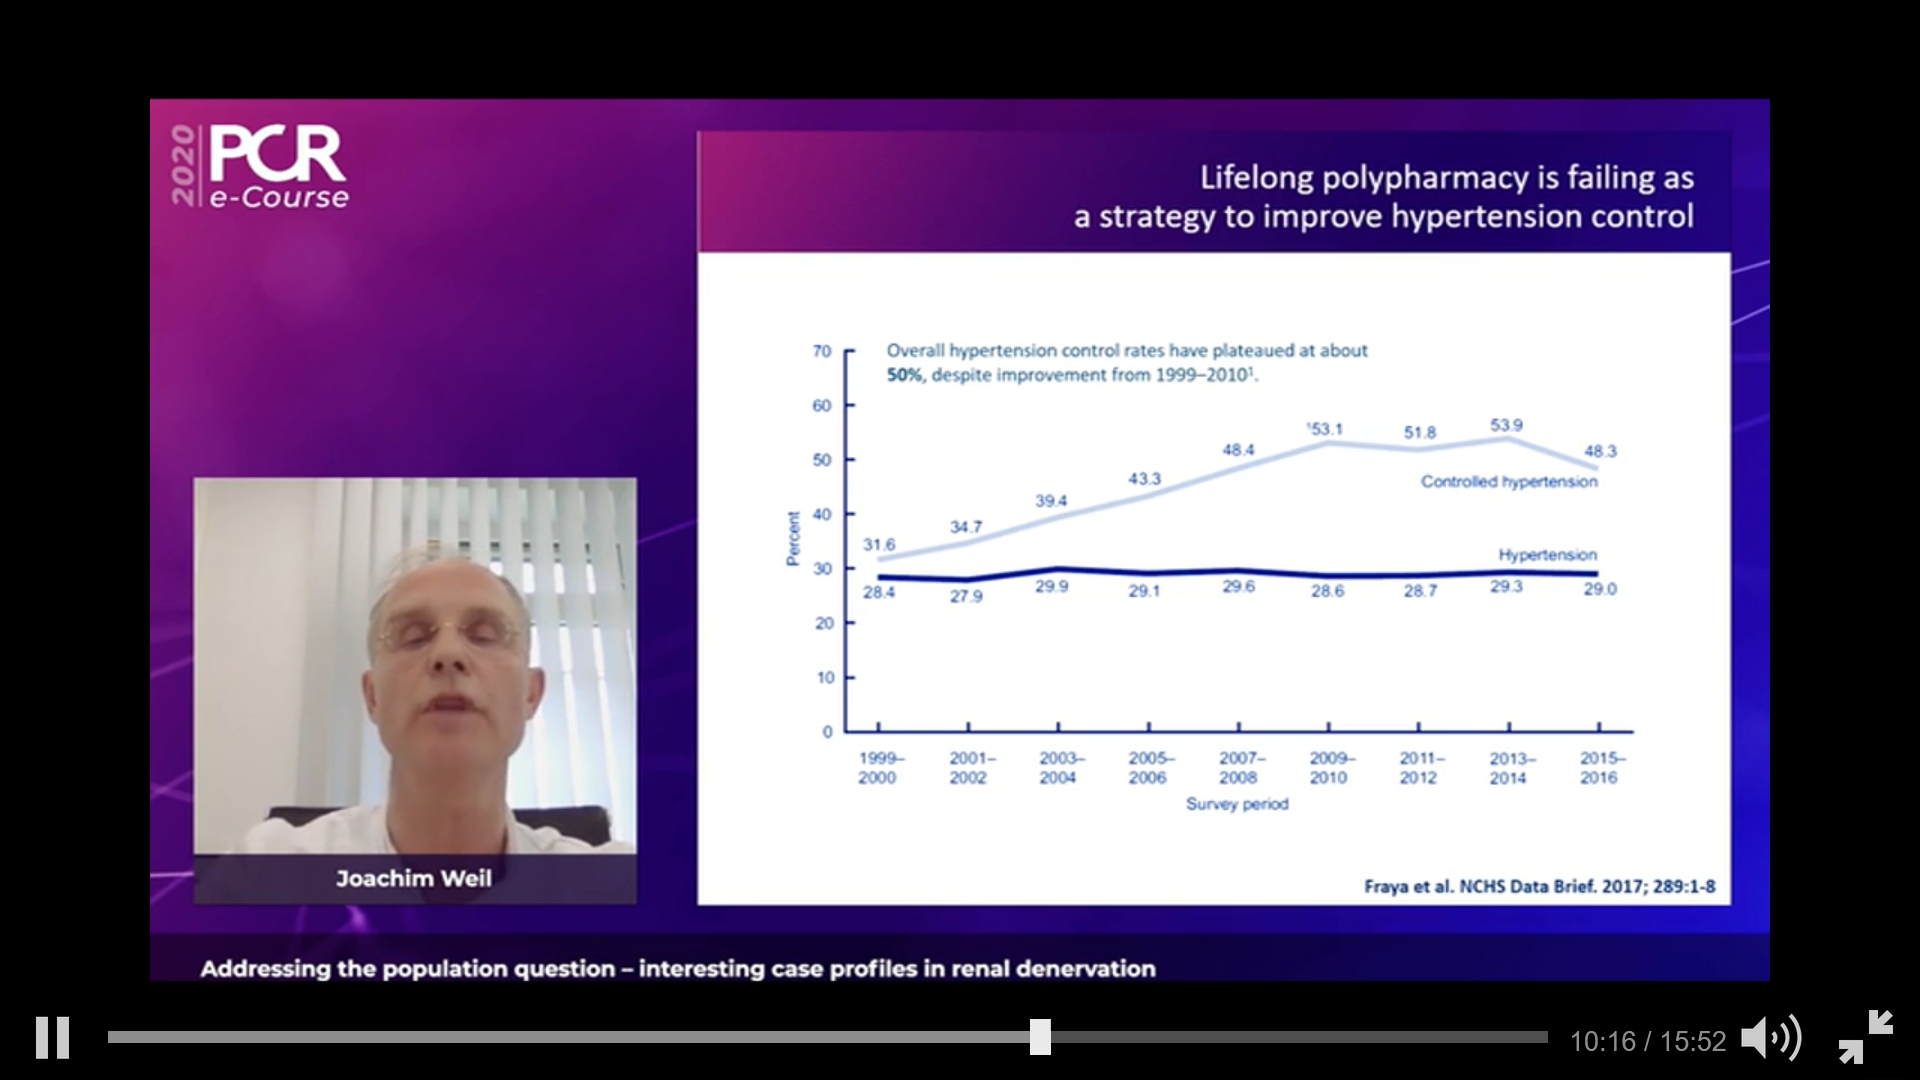 2020
PCR
e-Course
Lifelong polypharmacy is failing as
a strategy to improve hypertension control
Overall hypertension control rates have plateaued at about
50%, despite improvement from 1999–2010¹.
70
60
50
40
30
20
10
0
Percent
31.6
34.7
39.4
43.3
48.4
¹53.1
51.8
53.9
48.3
Controlled hypertension
Hypertension
28.4
27.9
29.9
29.1
29.6
28.6
28.7
29.3
29.0
1999– 2001– 2003– 2005– 2007– 2009– 2011– 2013– 2015–
2000 2002 2004 2006 2008 2010 2012 2014 2016
Survey period
Fraya et al. NCHS Data Brief. 2017; 289:1-8
Joachim Weil
Addressing the population question – interesting case profiles in renal denervation
10:16 / 15:52